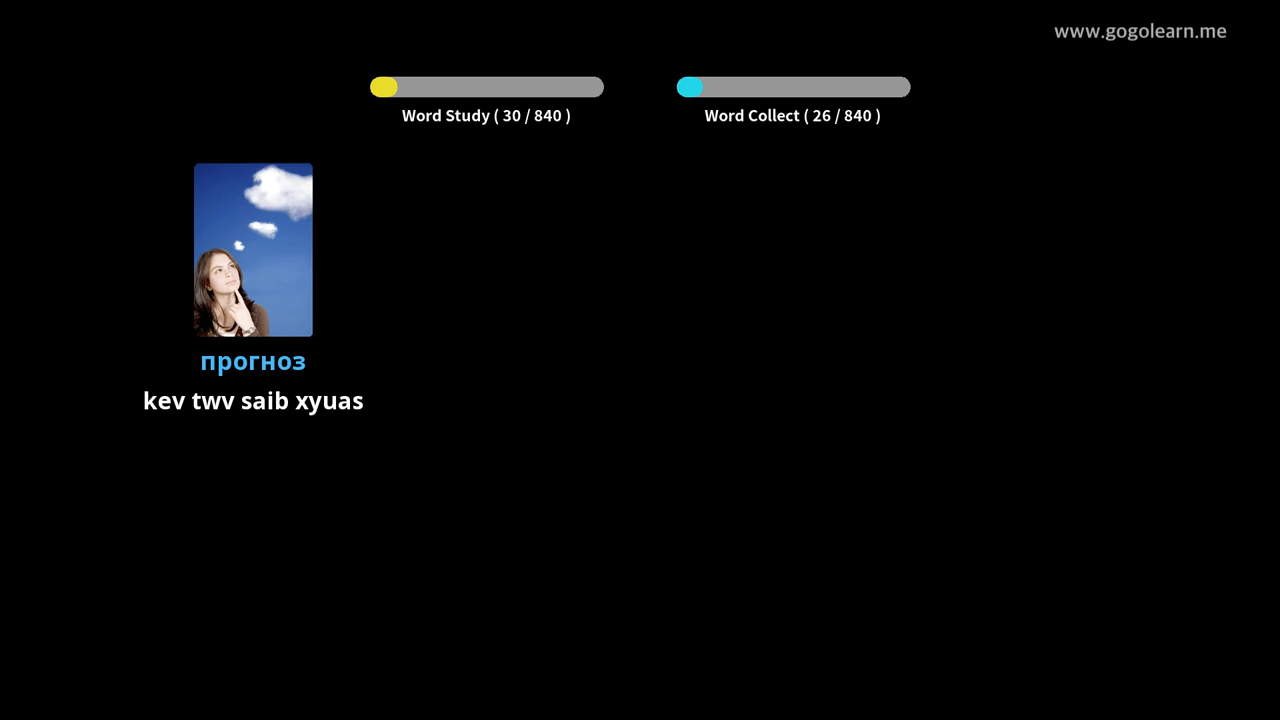 www.gogolearn.me
Word Study ( 30 / 840 )
Word Collect ( 26 / 840 )
прогноз
kev twv saib xyuas